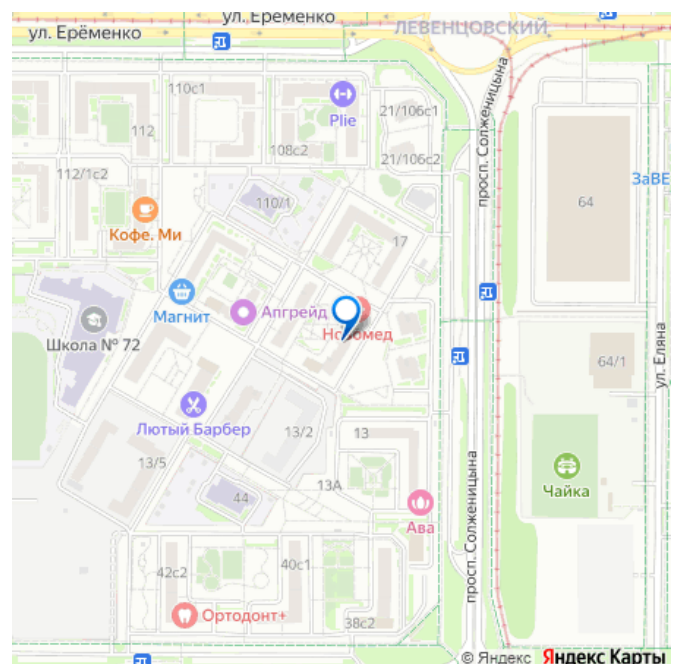 ул. Ерёменко
ул. Ерёменко
ЛЕВЕНЦОВСКИЙ
110с1
Plie
21/106с1
112
108с2
21/106с2
112/1с2
просп. Солженицына
ЗаВЕ
110/1
64
Кофе. Ми
17
Магнит
Апгрейд
Школа № 72
64/1
ул. Еляна
Лютый Барбер
13/2
13
13/5
13А
Чайка
44
Ава
просп. Солженицына
42с2
40с1
Ортодонт+
38с2
© Яндекс Яндекс Карты